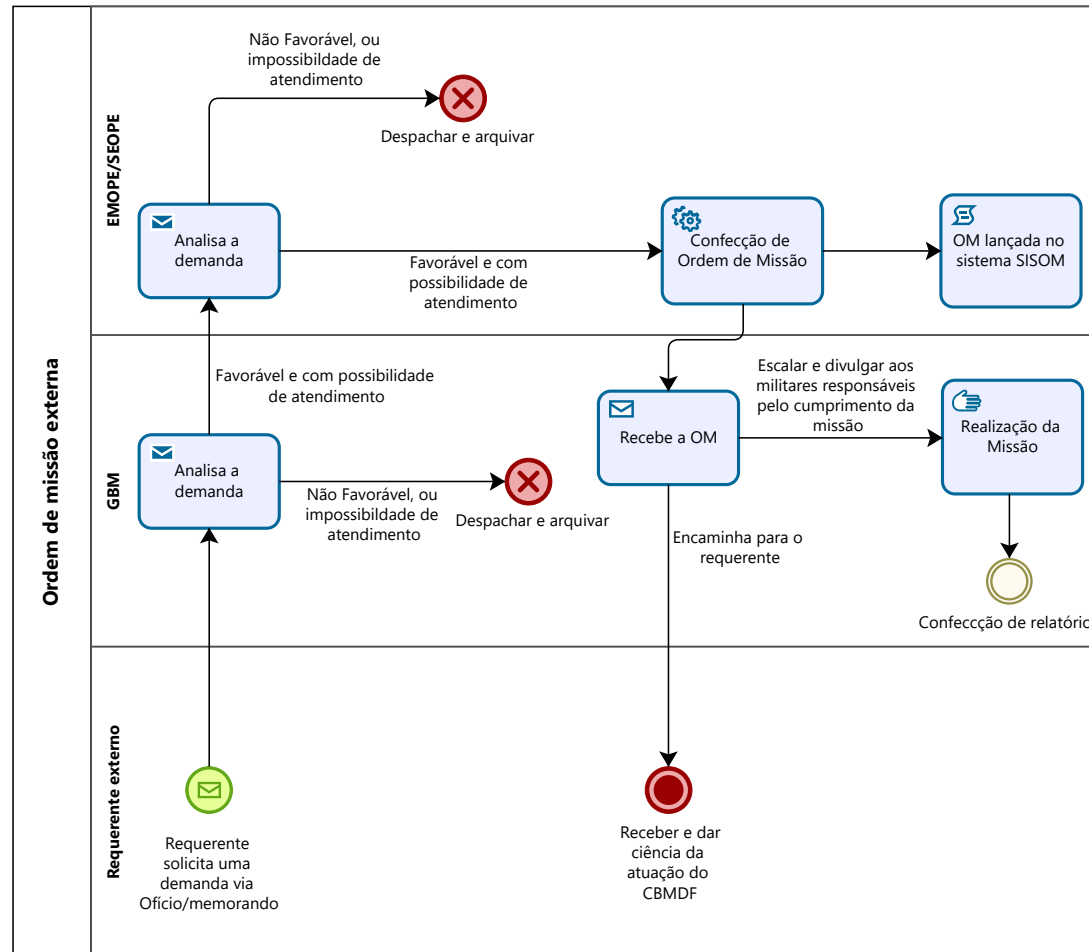 Ordem de missão externa
EMOPE/SEOPE
Não Favorável, ou
impossibildade de
atendimento
Despachar e arquivar
Analisa a
demanda
Favorável e com
possibilidade de
atendimento
Confecção de
Ordem de Missão
OM lançada no
sistema SISOM
GBM
Favorável e com possibilidade
de atendimento
Analisa a
demanda
Não Favorável, ou
impossibildade de
atendimento
Despachar e arquivar
Recebe a OM
Escalar e divulgar aos
militares responsáveis
pelo cumprimento da
missão
Realização da
Missão
Encaminha para o
requerente
Confeccção de relatório
Requerente externo
Requerente
solicita uma
demanda via
Ofício/memorando
Receber e dar
ciência da
atuação do
CBMDF